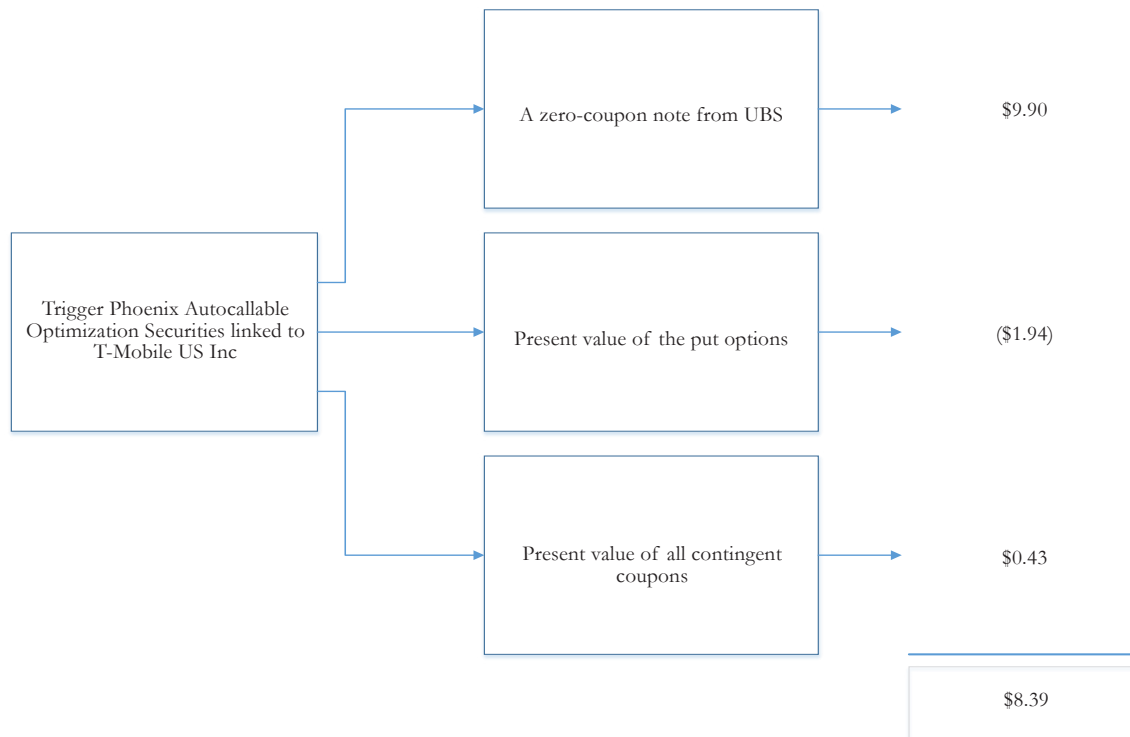 A zero-coupon note from UBS
$9.90
Trigger Phoenix Autocallable
Optimization Securities linked to
T-Mobile US Inc
Present value of the put options
($1.94)
Present value of all contingent
coupons
$0.43
$8.39